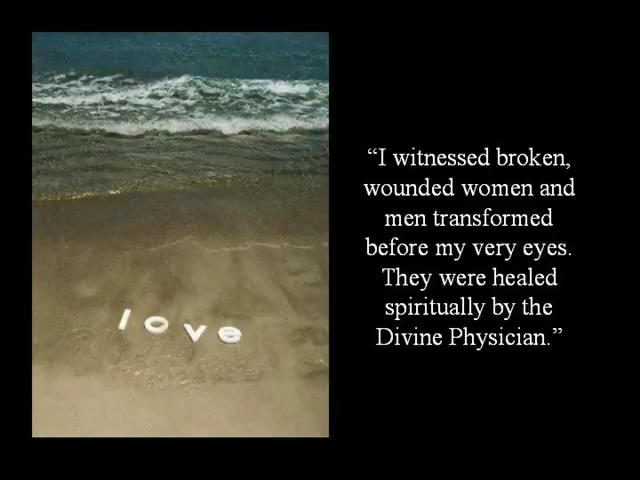 love
“I witnessed broken,
wounded women and
men transformed
before my very eyes.
They were healed
spiritually by the
Divine Physician.”